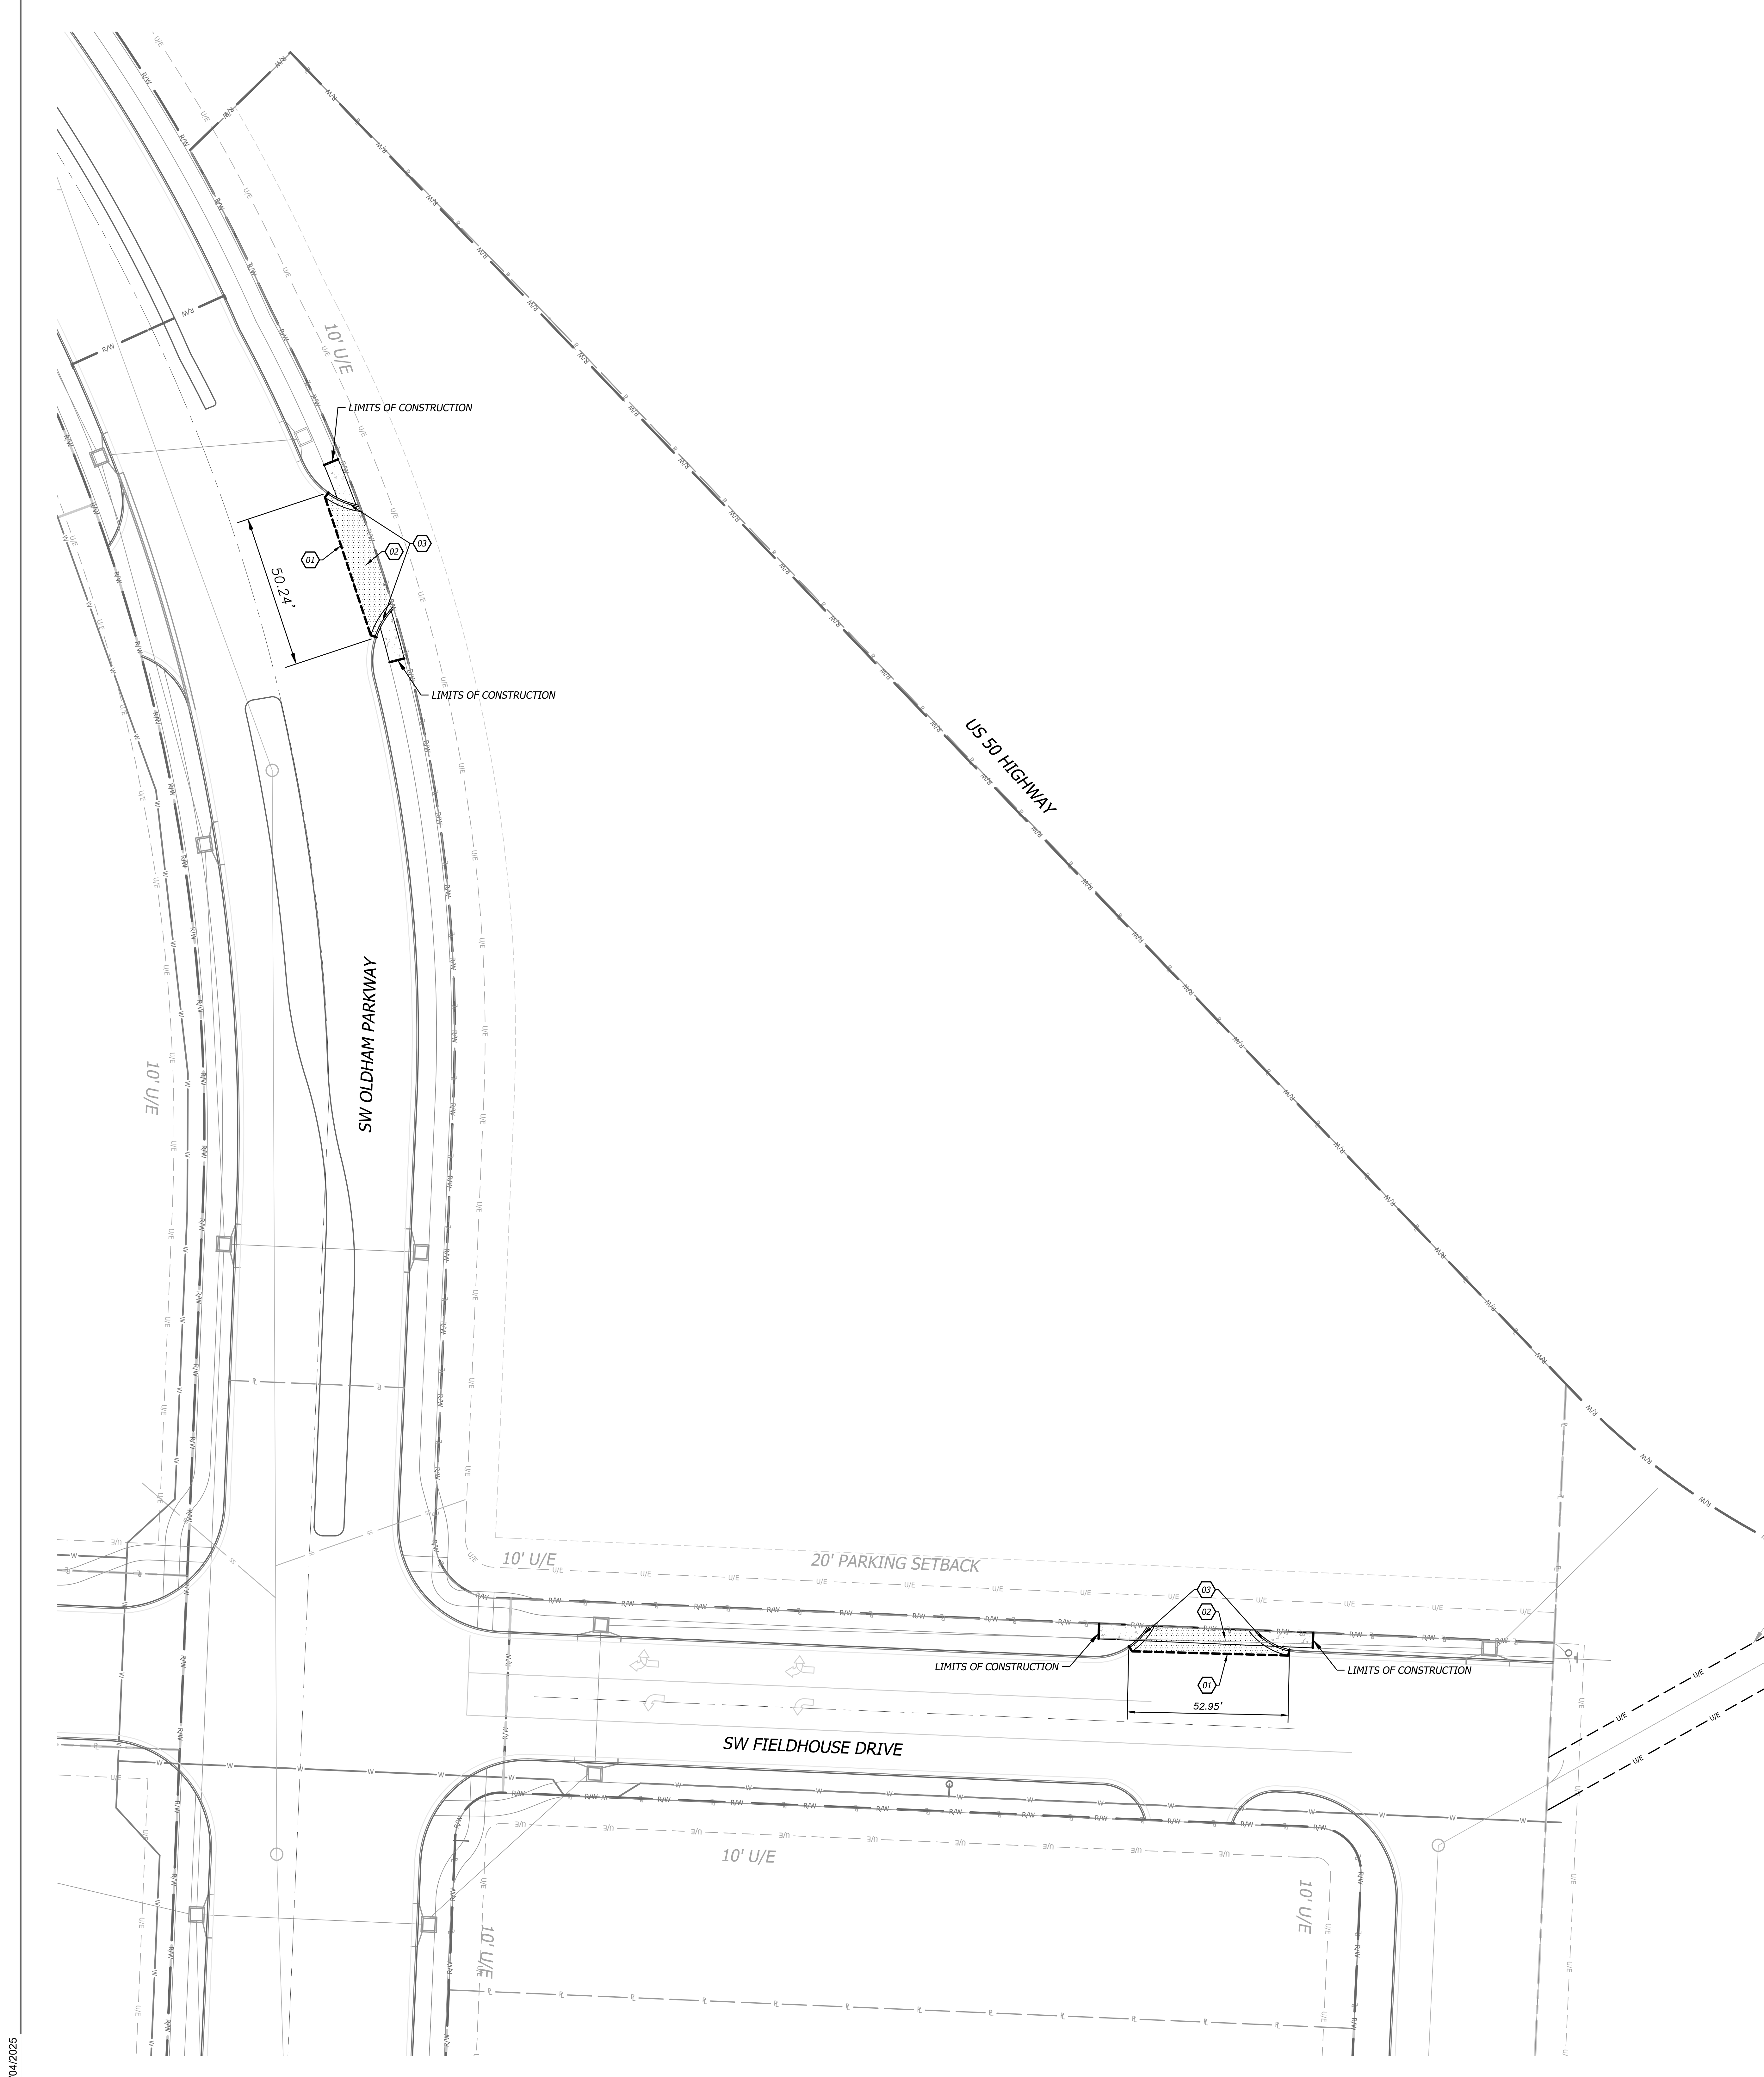 10' U/E
LIMITS OF CONSTRUCTION
03
02
01
50.24'
LIMITS OF CONSTRUCTION
US 50 HIGHWAY
SW OLDHAM PARKWAY
10' U/E
10' U/E
20' PARKING SETBACK
03
02
LIMITS OF CONSTRUCTION
LIMITS OF CONSTRUCTION
01
52.95'
SW FIELDHOUSE DRIVE
10' U/E
10' U/E
10' U/E
R/W
U/E
W
04/2025